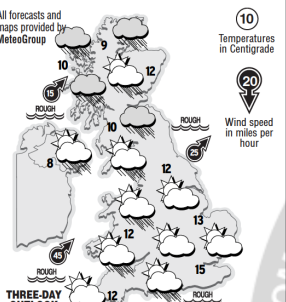 All forecasts and
maps provided by
MeteoGroup
10
Temperatures
in Centigrade
20
Wind speed
in miles per
hour
9
10
12
15
ROUGH
10
ROUGH
25
8
12
13
12
45
ROUGH
15
THREE-DAY
OUTLOOK
12
ROUGH